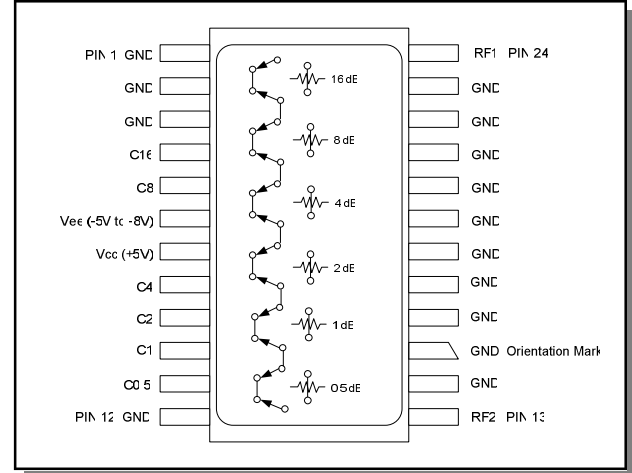 PIN 1 GND
RF1 PIN 24
16 dB
GND
GND
GND
GND
C16
GND
8 dB
C8
GND
4 dB
Vee (-5V to -8V)
GND
Vcc (+5V)
GND
2 dB
C4
GND
C2
GND
1 dB
C1
GND Orientation Mark
C0.5
GND
0.5 dB
PIN 12 GND
RF2 PIN 13